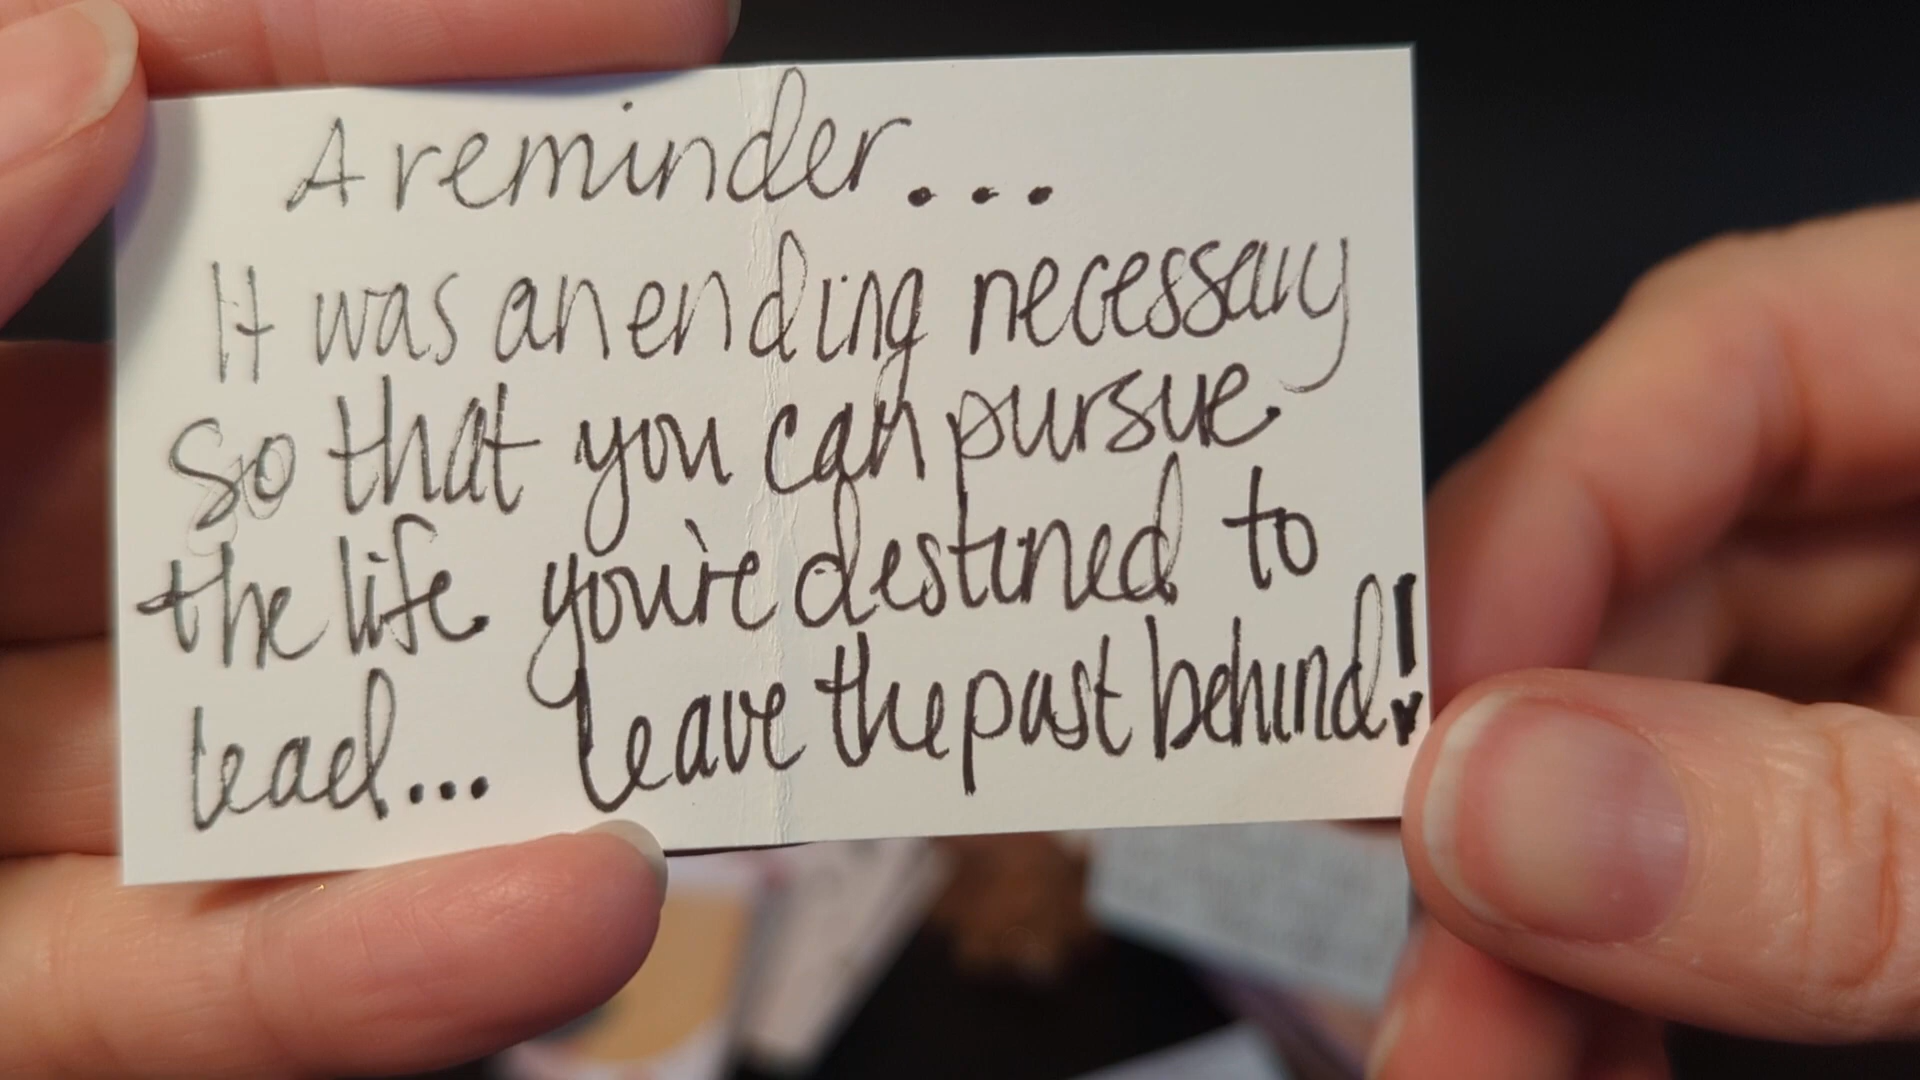 A reminder...
It was an ending necessary
so that you can pursue
the life you're destined to
lead... Leave the past behind!